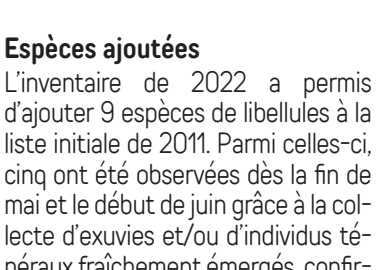 Espèces ajoutées
L'inventaire de 2022 a permis
d'ajouter 9 espèces de libellules à la
liste initiale de 2011. Parmi celles-ci,
cinq ont été observées dès la fin de
mai et le début de juin grâce à la col-
lecte d'exuvies et/ou d'individus té-
néraux fraîchement émergés, confir-